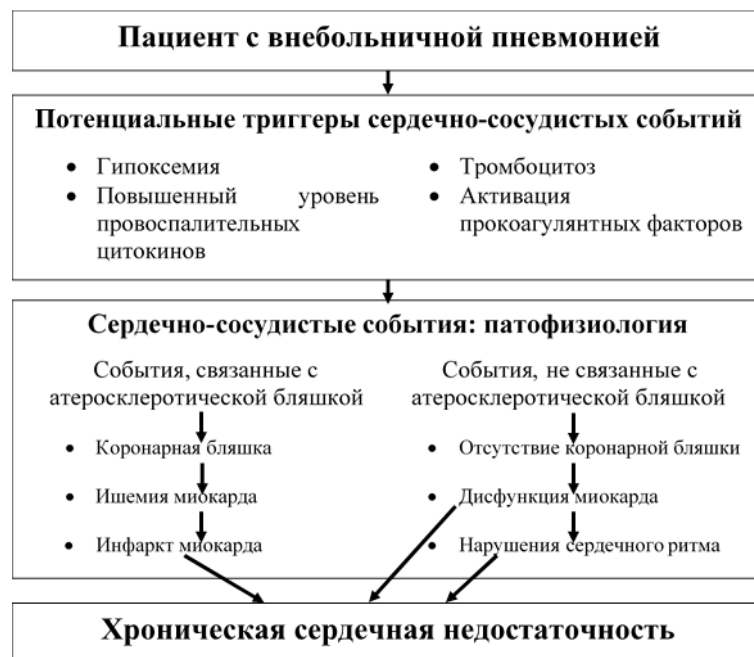 Пациент с внебольничной пневмонией
Потенциальные триггеры сердечно-сосудистых событий
• Гипоксемия
• Повышенный уровень
провоспалительных
цитокинов
• Тромбоцитоз
• Активация
прокоагулянтных факторов
Сердечно-сосудистые события: патофизиология
События, связанные с
атеросклеротической бляшкой
• Коронарная бляшка
• Ишемия миокарда
• Инфаркт миокарда
События, не связанные с
атеросклеротической бляшкой
• Отсутствие коронарной бляшки
• Дисфункция миокарда
• Нарушения сердечного ритма
Хроническая сердечная недостаточность